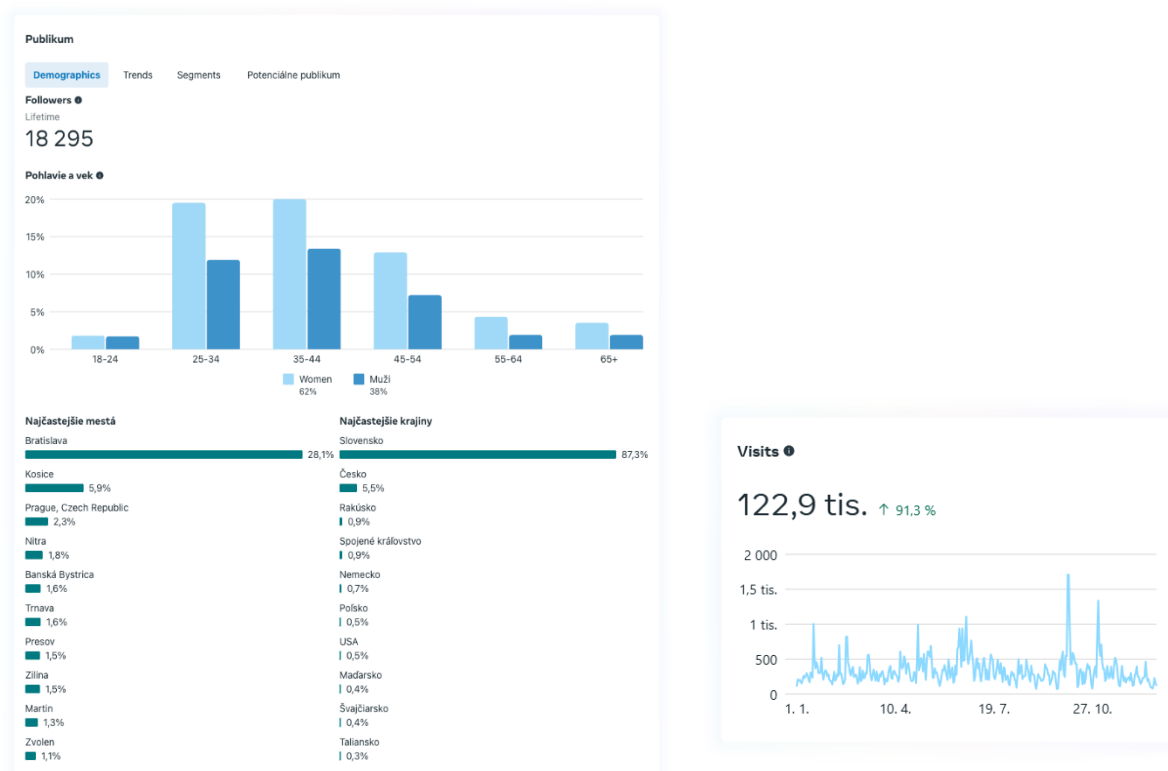 Publikum
Demographics Trends Segments Potenciálne publikum
Followers
Lifetime
18 295
Pohlavie a vek
20%
15%
10%
5%
0%
18-24 25-34 35-44 45-54 55-64 65+
Women Muži
62% 38%
Najčastejšie mestá
Bratislava
28,1%
Kosice
5,9%
Prague, Czech Republic
2,3%
Nitra
1,8%
Banská Bystrica
1,6%
Trnava
1,6%
Presov
1,5%
Zilina
1,5%
Martin
1,3%
Zvolen
1,1%
Najčastejšie krajiny
Slovensko
87,3%
Česko
5,5%
Rakúsko
0,9%
Spojené kráľovstvo
0,9%
Nemecko
0,7%
Poľsko
0,5%
USA
0,5%
Maďarsko
0,4%
Švajčiarsko
0,4%
Taliansko
0,3%
Visits
122,9 tis. ↑ 91,3 %
2 000
1,5 tis.
1 tis.
500
0
1. 1. 10. 4. 19. 7. 27. 10.